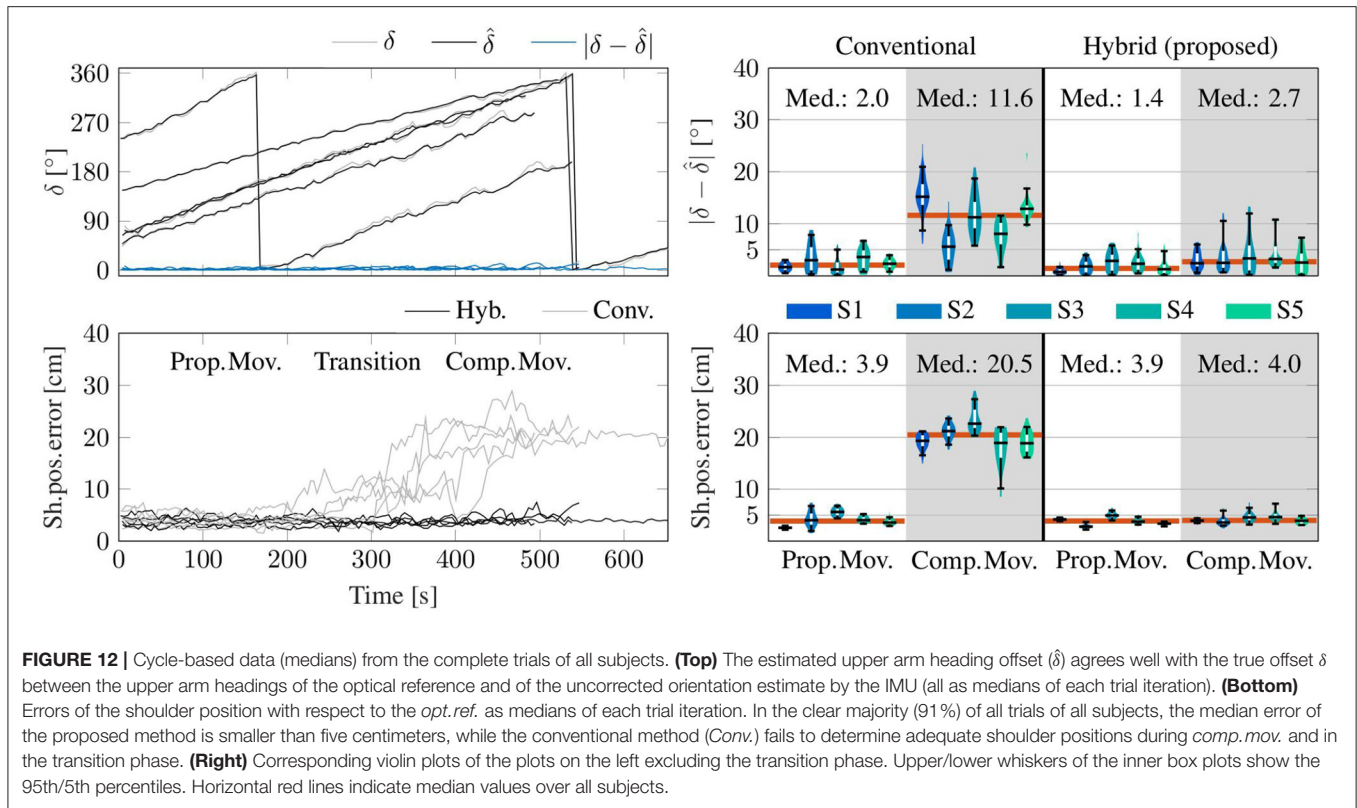 δ δ̂ |δ − δ̂|
360
270
180
90
0
δ [°]
Hyb. Conv.
40
30
20
10
0
Sh.pos.error [cm]
Prop.Mov. Transition Comp.Mov.
0 100 200 300 400 500 600
Time [s]
Conventional Hybrid (proposed)
40
30
20
10
5
|δ − δ̂| [°]
Med.: 2.0 Med.: 11.6 Med.: 1.4 Med.: 2.7
S1 S2 S3 S4 S5
40
30
20
10
5
Sh.pos.error [cm]
Med.: 3.9 Med.: 20.5 Med.: 3.9 Med.: 4.0
Prop.Mov. Comp.Mov. Prop.Mov. Comp.Mov.
FIGURE 12 | Cycle-based data (medians) from the complete trials of all subjects. (Top) The estimated upper arm heading offset (δ̂) agrees well with the true offset δ
between the upper arm headings of the optical reference and of the uncorrected orientation estimate by the IMU (all as medians of each trial iteration). (Bottom)
Errors of the shoulder position with respect to the opt.ref. as medians of each trial iteration. In the clear majority (91%) of all trials of all subjects, the median error of
the proposed method is smaller than five centimeters, while the conventional method (Conv.) fails to determine adequate shoulder positions during comp.mov. and in
the transition phase. (Right) Corresponding violin plots of the plots on the left excluding the transition phase. Upper/lower whiskers of the inner box plots show the
95th/5th percentiles. Horizontal red lines indicate median values over all subjects.